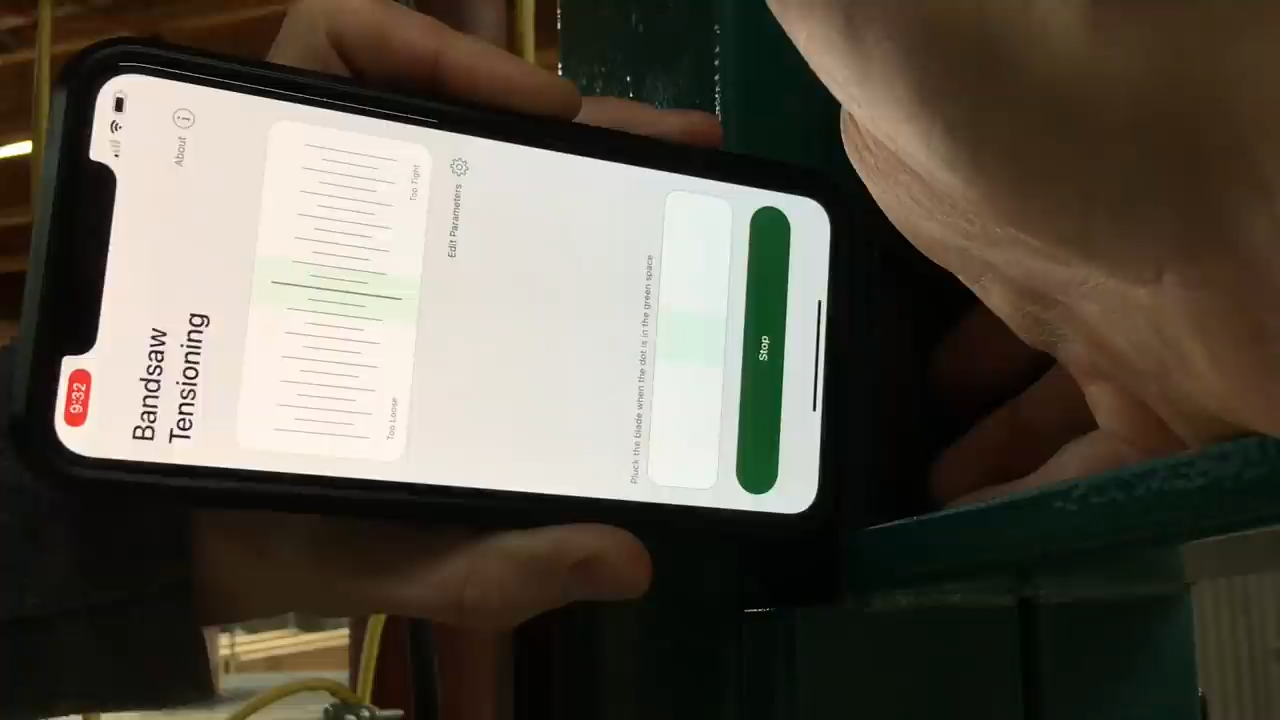 9:32
About
Bandsaw
Tensioning
Too Loose
Too Tight
Edit Parameters
Pluck the blade when the dot is in the green space
Stop